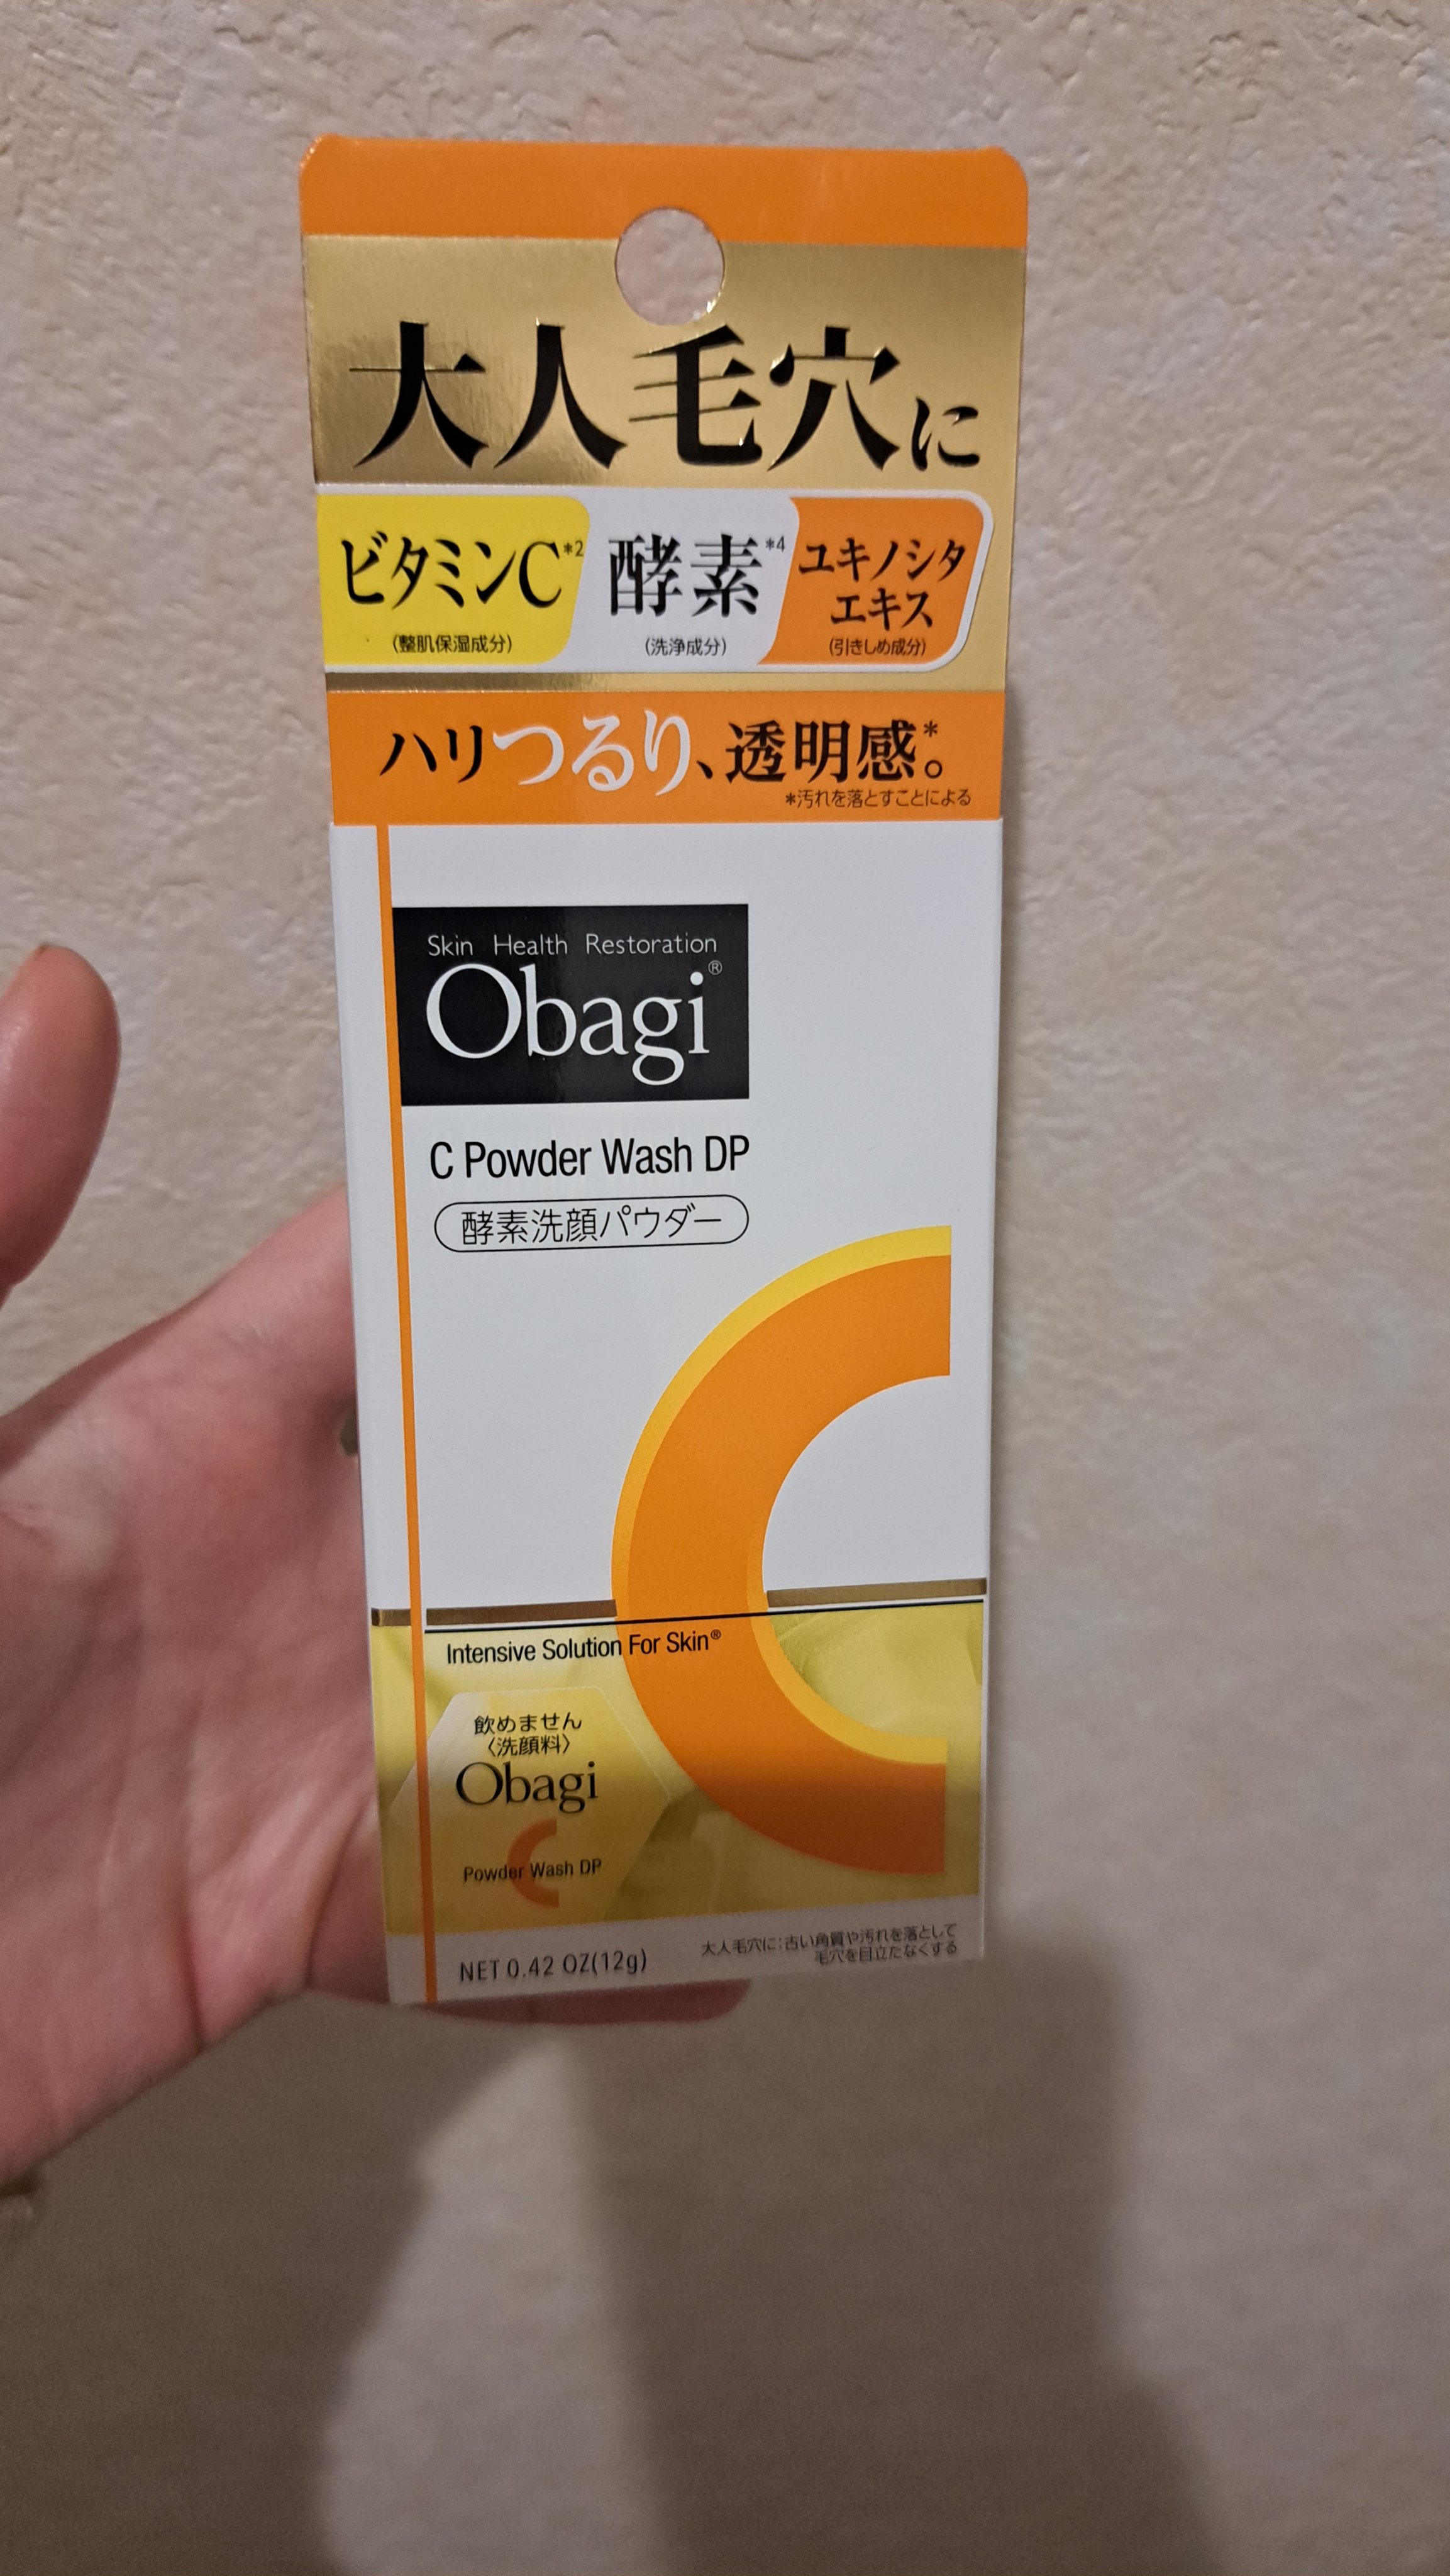 大人毛穴に
ビタミンC*2
(整肌保湿成分)
酵素*4
(洗浄成分)
ユキノシタ
エキス
(引きしめ成分)
ハリつるり、透明感*。
*汚れを落とすことによる
Skin Health Restoration
Obagi®
C Powder Wash DP
酵素洗顔パウダー
Intensive Solution For Skin®
飲めません
〈洗顔料〉
Obagi
C
Powder Wash DP
NET 0.42 OZ(12g)
大人毛穴に:古い角質や汚れを落として
毛穴を目立たなくする